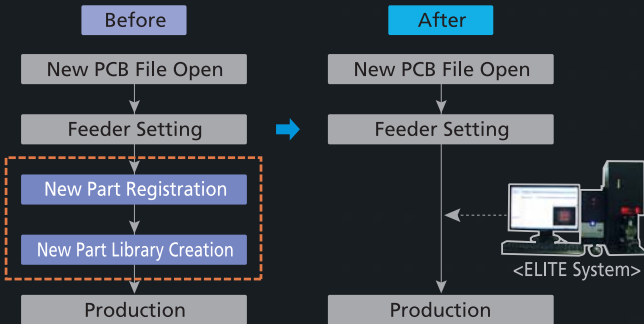 Before
After
New PCB File Open
New PCB File Open
Feeder Setting
Feeder Setting
New Part Registration
New Part Library Creation
<ELITE System>
Production
Production